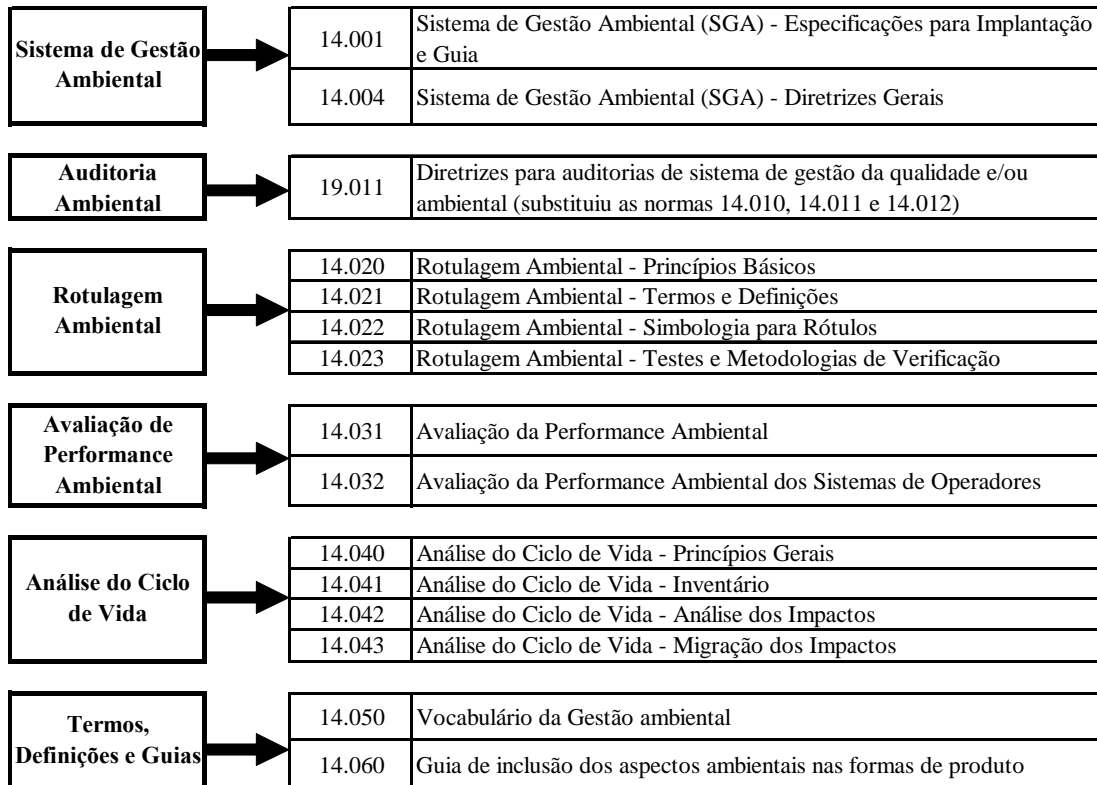 Sistema de Gestão
Ambiental
14.001
Sistema de Gestão Ambiental (SGA) - Especificações para Implantação
e Guia
14.004
Sistema de Gestão Ambiental (SGA) - Diretrizes Gerais
Auditoria
Ambiental
19.011
Diretrizes para auditorias de sistema de gestão da qualidade e/ou
ambiental (substituiu as normas 14.010, 14.011 e 14.012)
Rotulagem
Ambiental
14.020 Rotulagem Ambiental - Princípios Básicos
14.021 Rotulagem Ambiental - Termos e Definições
14.022 Rotulagem Ambiental - Simbologia para Rótulos
14.023 Rotulagem Ambiental - Testes e Metodologias de Verificação
Avaliação de
Performance
Ambiental
14.031 Avaliação da Performance Ambiental
14.032 Avaliação da Performance Ambiental dos Sistemas de Operadores
Análise do Ciclo
de Vida
14.040 Análise do Ciclo de Vida - Princípios Gerais
14.041 Análise do Ciclo de Vida - Inventário
14.042 Análise do Ciclo de Vida - Análise dos Impactos
14.043 Análise do Ciclo de Vida - Migração dos Impactos
Termos,
Definições e Guias
14.050 Vocabulário da Gestão ambiental
14.060 Guia de inclusão dos aspectos ambientais nas formas de produto